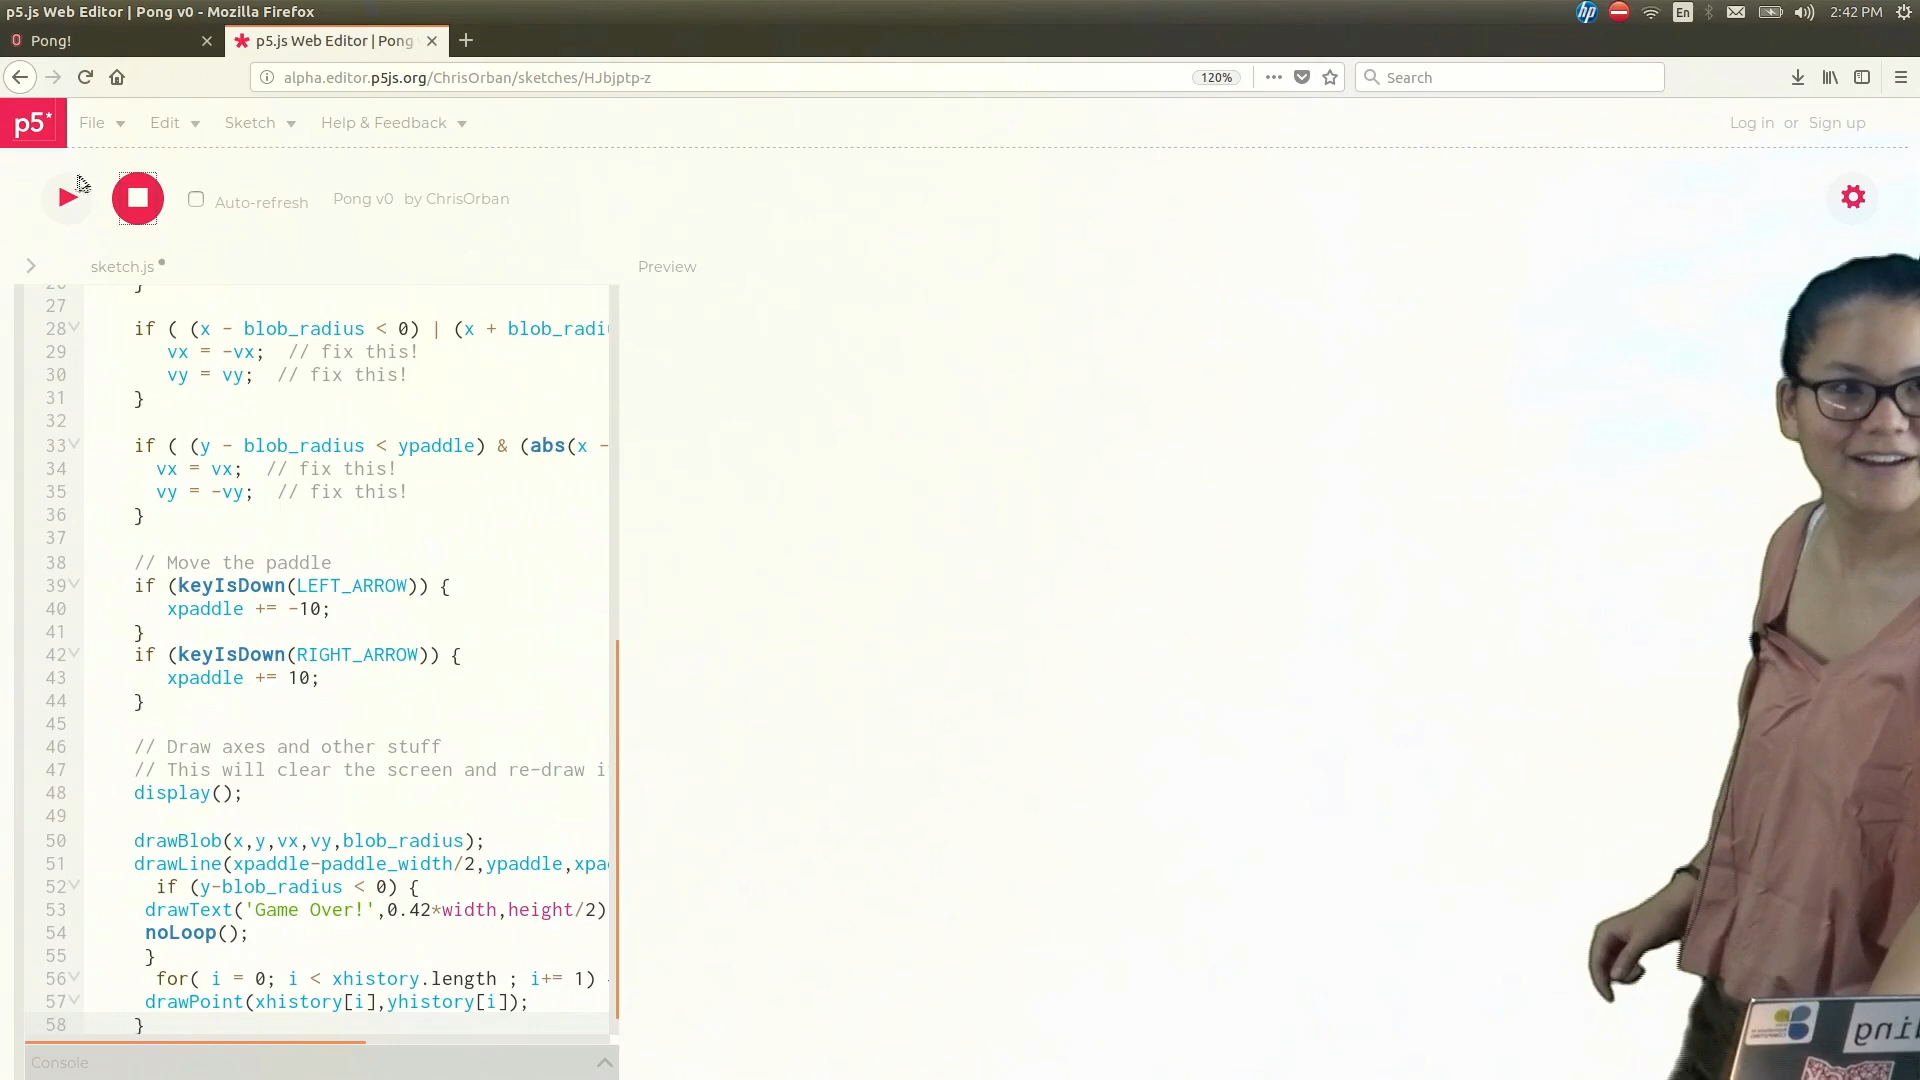 p5.js Web Editor | Pong v0 - Mozilla Firefox
hp
En
2:42 PM
Pong!
p5.js Web Editor | Pong
alpha.editor.p5js.org/ChrisOrban/sketches/HJbjptp-z
120%
Search
p5*
File
Edit
Sketch
Help & Feedback
Log in or Sign up
Auto-refresh
Pong v0 by ChrisOrban
sketch.js
Preview
26 }
27
28 if ( (x - blob_radius < 0) | (x + blob_radi
29 vx = -vx; // fix this!
30 vy = vy; // fix this!
31 }
32
33 if ( (y - blob_radius < ypaddle) & (abs(x -
34 vx = vx; // fix this!
35 vy = -vy; // fix this!
36 }
37
38 // Move the paddle
39 if (keyIsDown(LEFT_ARROW)) {
40 xpaddle += -10;
41 }
42 if (keyIsDown(RIGHT_ARROW)) {
43 xpaddle += 10;
44 }
45
46 // Draw axes and other stuff
47 // This will clear the screen and re-draw i
48 display();
49
50 drawBlob(x,y,vx,vy,blob_radius);
51 drawLine(xpaddle-paddle_width/2,ypaddle,xpa
52 if (y-blob_radius < 0) {
53 drawText('Game Over!',0.42*width,height/2)
54 noLoop();
55 }
56 for( i = 0; i < xhistory.length ; i+= 1)
57 drawPoint(xhistory[i],yhistory[i]);
58 }
Console